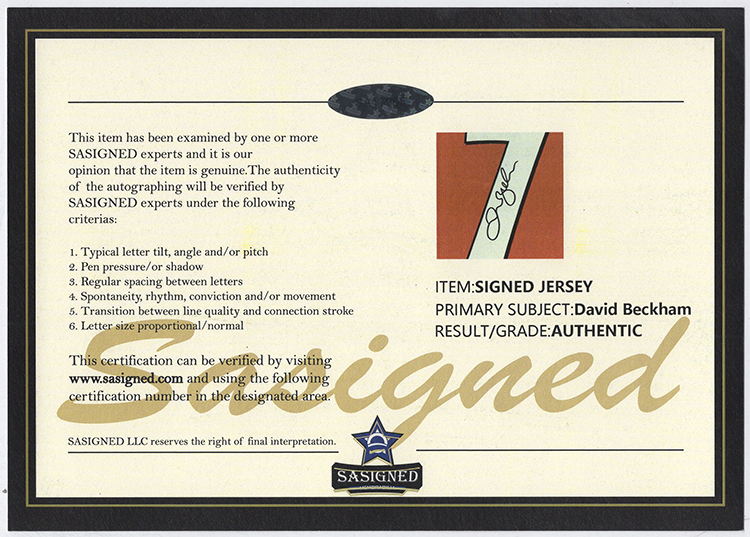 This item has been examined by one or more
SASIGNED experts and it is our
opinion that the item is genuine.The authenticity
of the autographing will be verified by
SASIGNED experts under the following
criterias:
1. Typical letter tilt, angle and/or pitch
2. Pen pressure/or shadow
3. Regular spacing between letters
4. Spontaneity, rhythm, conviction and/or movement
5. Transition between line quality and connection stroke
6. Letter size proportional/normal
This certification can be verified by visiting
www.sasigned.com and using the following
certification number in the designated area.
SASIGNED LLC reserves the right of final interpretation.
7
ITEM:SIGNED JERSEY
PRIMARY SUBJECT:David Beckham
RESULT/GRADE:AUTHENTIC
Sasigned
SASIGNED